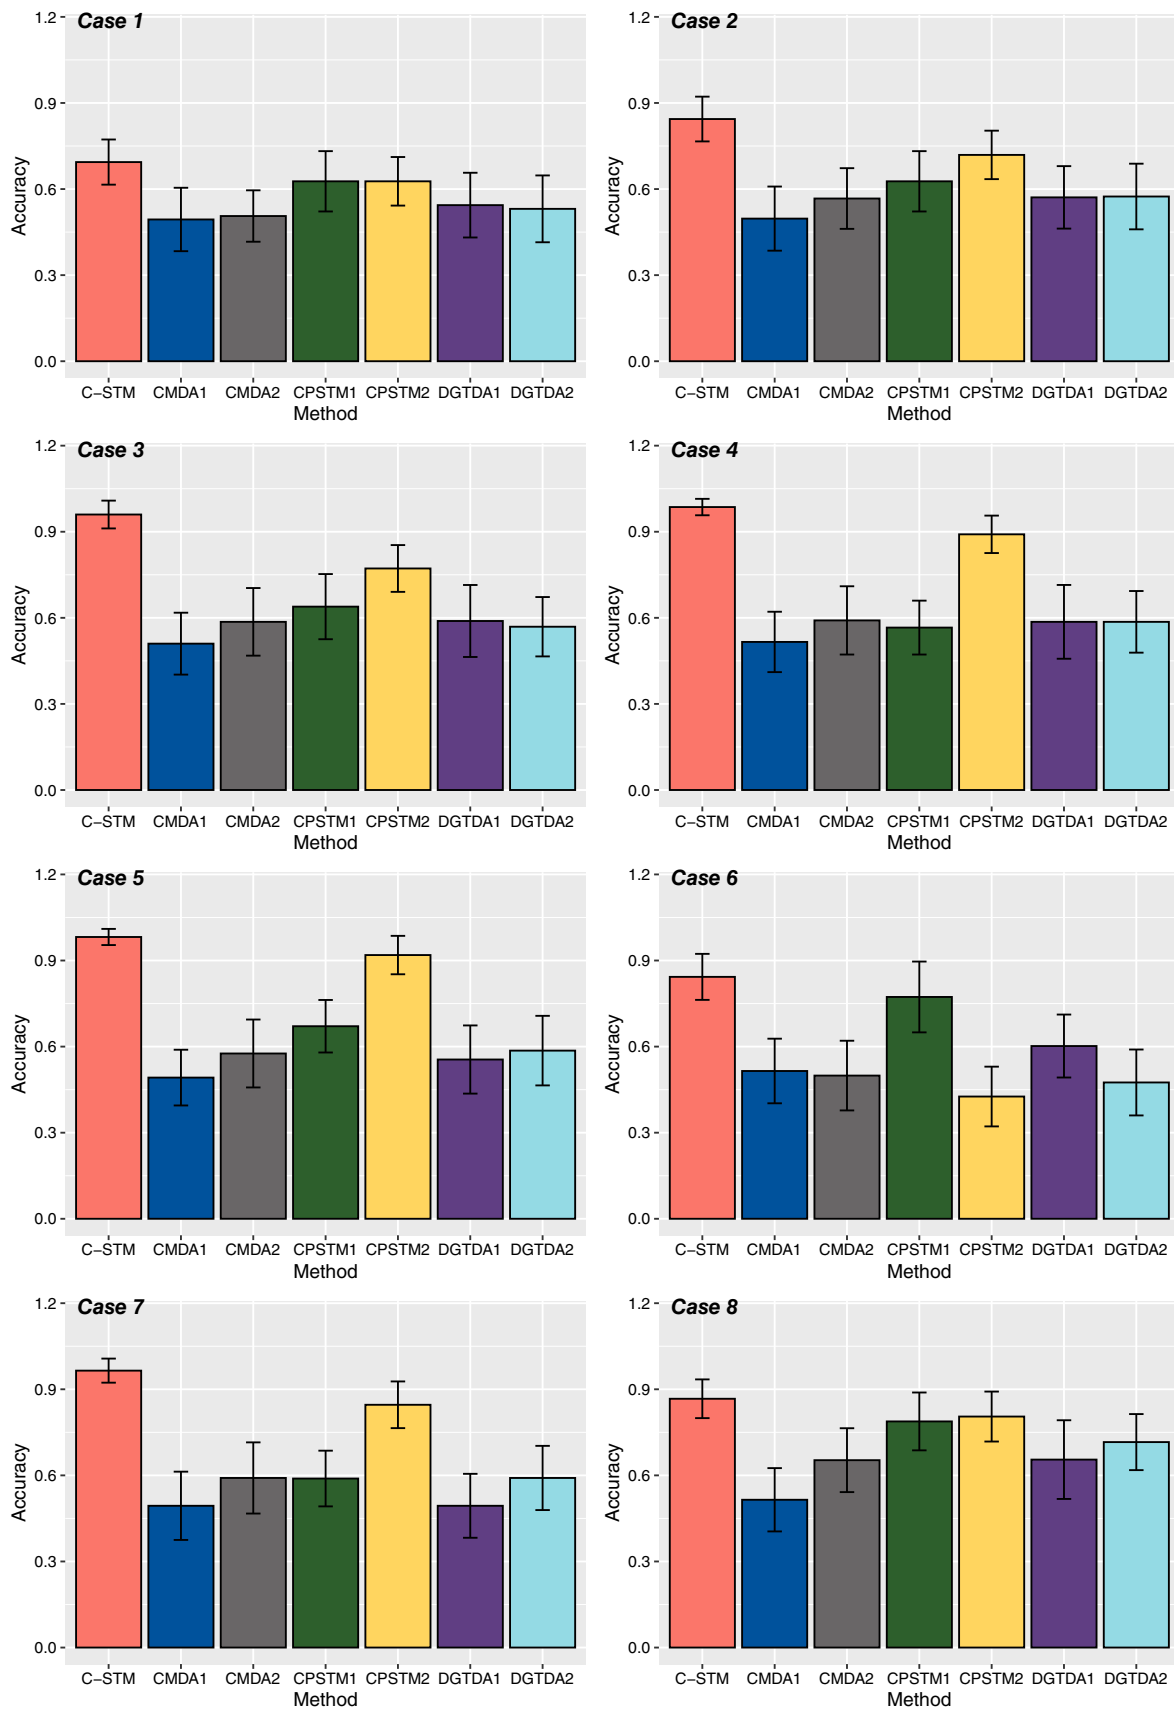 Case 1
1.2
0.9
0.6
0.3
0.0
Accuracy
C−STM CMDA1 CMDA2 CPSTM1 CPSTM2 DGTDA1 DGTDA2
Method
Case 2
1.2
0.9
0.6
0.3
0.0
Accuracy
C−STM CMDA1 CMDA2 CPSTM1 CPSTM2 DGTDA1 DGTDA2
Method
Case 3
1.2
0.9
0.6
0.3
0.0
Accuracy
C−STM CMDA1 CMDA2 CPSTM1 CPSTM2 DGTDA1 DGTDA2
Method
Case 4
1.2
0.9
0.6
0.3
0.0
Accuracy
C−STM CMDA1 CMDA2 CPSTM1 CPSTM2 DGTDA1 DGTDA2
Method
Case 5
1.2
0.9
0.6
0.3
0.0
Accuracy
C−STM CMDA1 CMDA2 CPSTM1 CPSTM2 DGTDA1 DGTDA2
Method
Case 6
1.2
0.9
0.6
0.3
0.0
Accuracy
C−STM CMDA1 CMDA2 CPSTM1 CPSTM2 DGTDA1 DGTDA2
Method
Case 7
1.2
0.9
0.6
0.3
0.0
Accuracy
C−STM CMDA1 CMDA2 CPSTM1 CPSTM2 DGTDA1 DGTDA2
Method
Case 8
1.2
0.9
0.6
0.3
0.0
Accuracy
C−STM CMDA1 CMDA2 CPSTM1 CPSTM2 DGTDA1 DGTDA2
Method